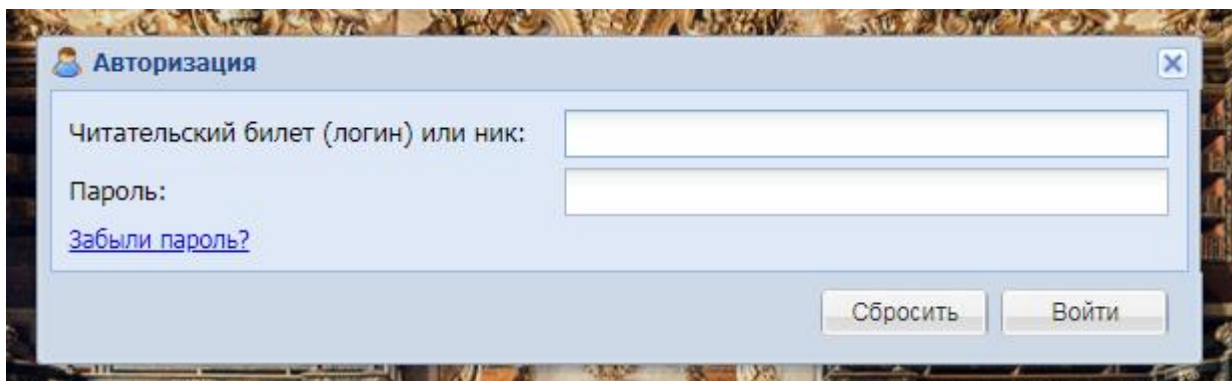 Авторизация
Читательский билет (логин) или ник:
Пароль:
Забыли пароль?
Сбросить Войти